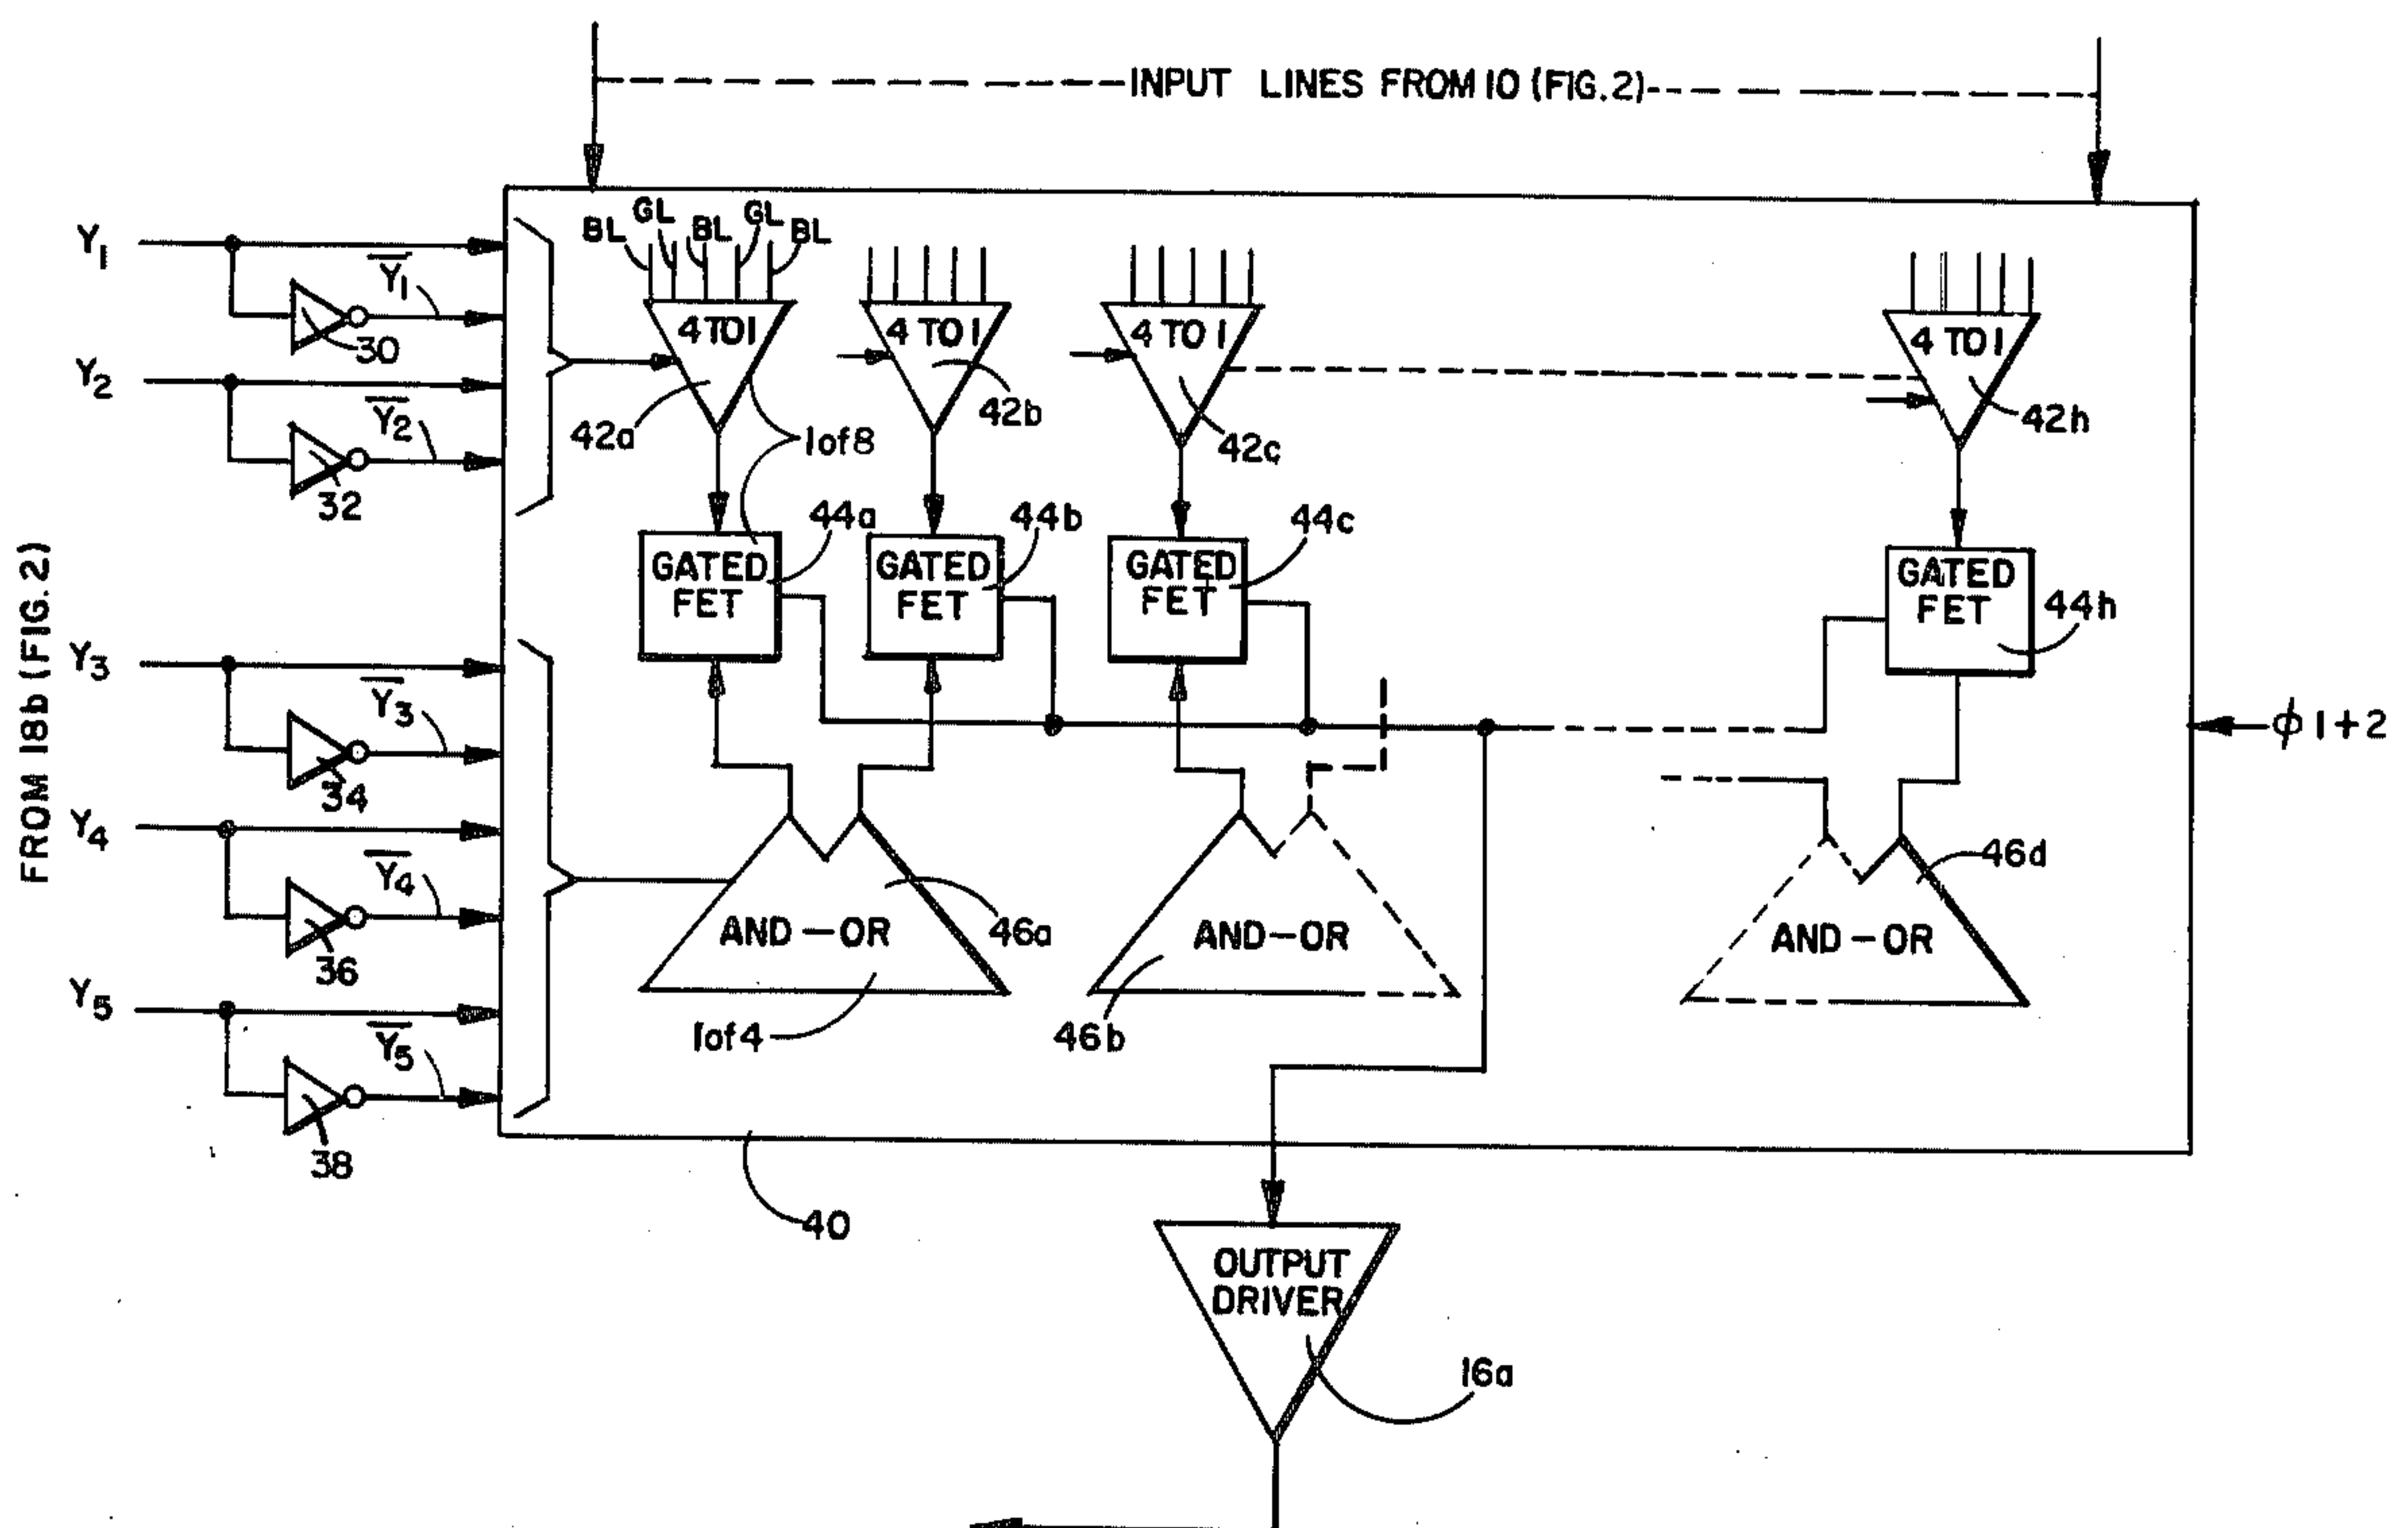 INPUT LINES FROM 10 (FIG. 2)
BL GL BL GL BL
Y1
Y1
30
Y2
Y2
32
4 TO 1
4 TO 1
4 TO 1
4 TO 1
42a
1 of 8
42b
42c
42h
44a
44b
44c
44h
GATED
FET
GATED
FET
GATED
FET
GATED
FET
FROM 18b (FIG. 2)
Y3
Y3
34
Y4
Y4
36
Y5
Y5
38
ϕ 1+2
AND-OR
46a
1 of 4
AND-OR
46b
AND-OR
46d
40
OUTPUT
DRIVER
16a